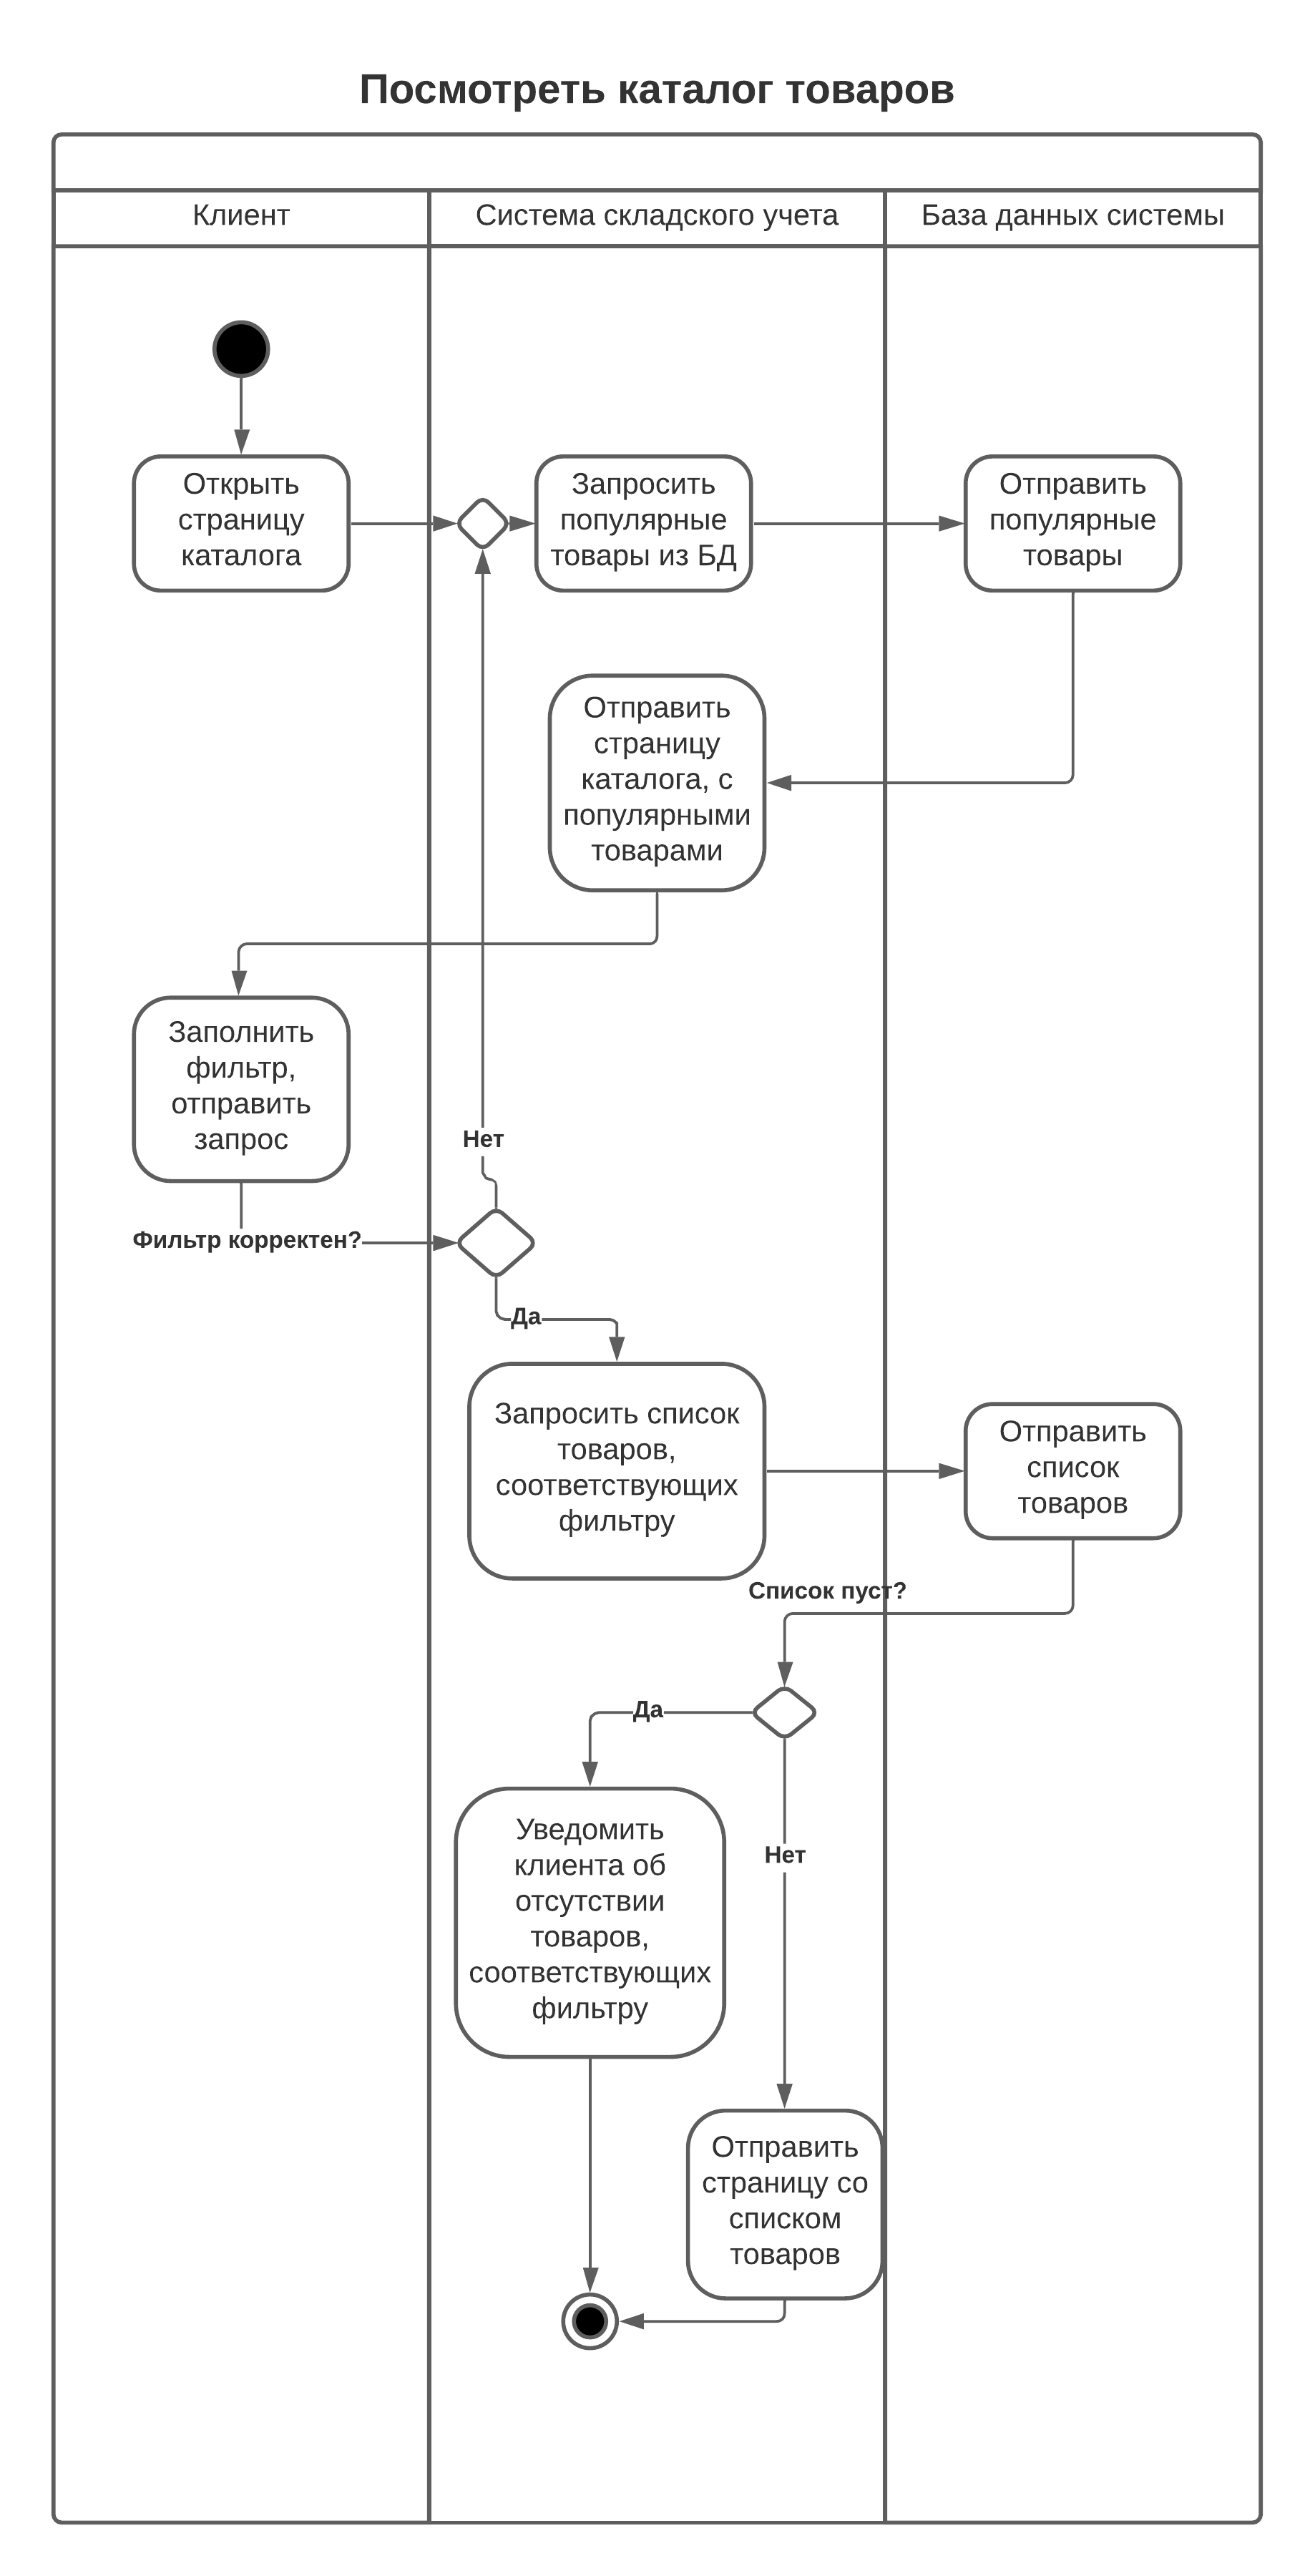 Посмотреть каталог товаров
Клиент
Система складского учета
База данных системы
Открыть
страницу
каталога
Запросить
популярные
товары из БД
Отправить
популярные
товары
Отправить
страницу
каталога, с
популярными
товарами
Заполнить
фильтр,
отправить
запрос
Нет
Фильтр корректен?
Да
Запросить список
товаров,
соответствующих
фильтру
Отправить
список
товаров
Список пуст?
Да
Уведомить
клиента об
отсутствии
товаров,
соответствующих
фильтру
Нет
Отправить
страницу со
списком
товаров